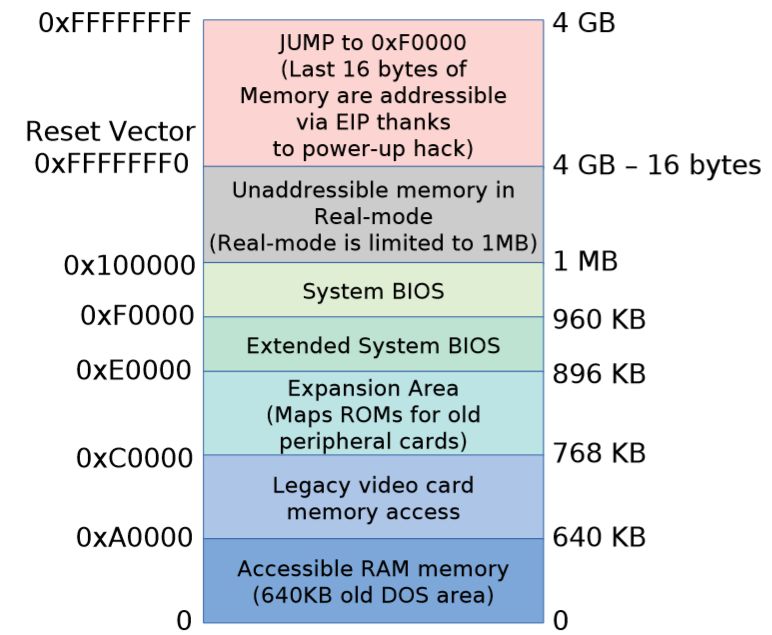 0xFFFFFFFF
4 GB
JUMP to 0xF0000
(Last 16 bytes of
Memory are addressible
via EIP thanks
to power-up hack)
Reset Vector
0xFFFFFFF0
4 GB – 16 bytes
Unaddressible memory in
Real-mode
(Real-mode is limited to 1MB)
0x100000
1 MB
System BIOS
0xF0000
960 KB
Extended System BIOS
0xE0000
896 KB
Expansion Area
(Maps ROMs for old
peripheral cards)
0xC0000
768 KB
Legacy video card
memory access
0xA0000
640 KB
Accessible RAM memory
(640KB old DOS area)
0
0